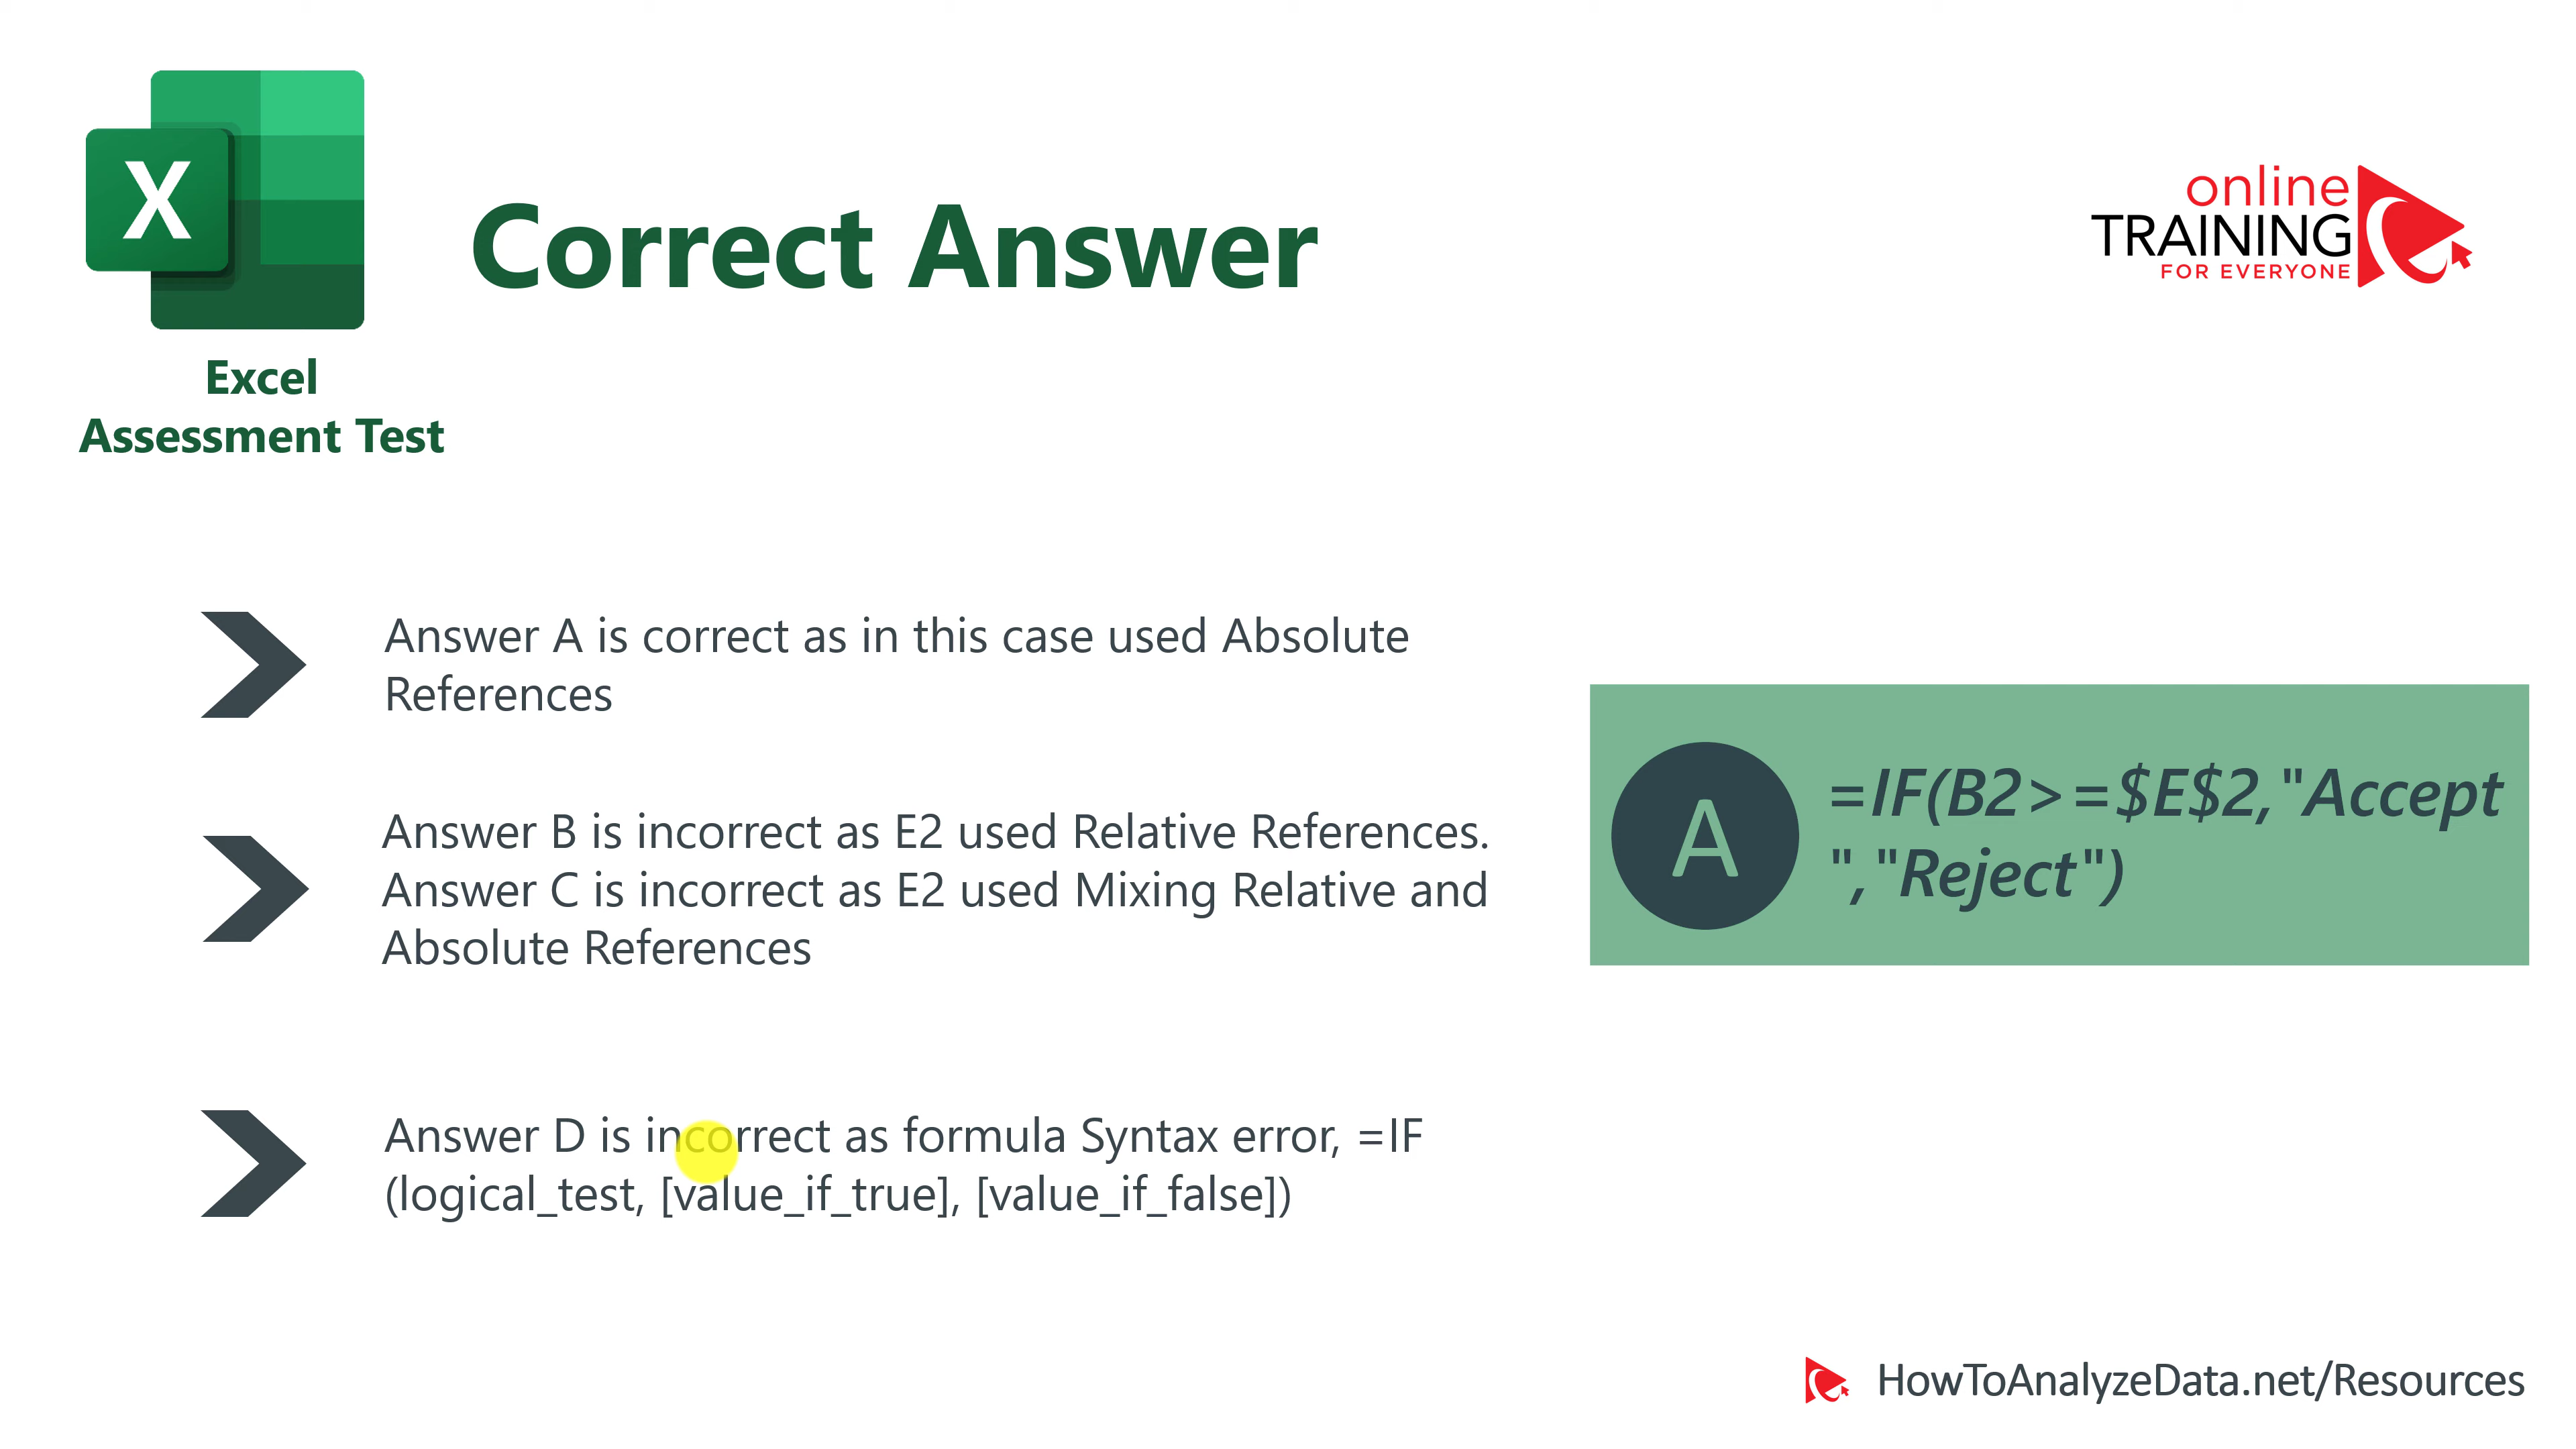 X
Excel
Assessment Test
Correct Answer
online
TRAINING
FOR EVERYONE
Answer A is correct as in this case used Absolute
References
Answer B is incorrect as E2 used Relative References.
Answer C is incorrect as E2 used Mixing Relative and
Absolute References
Answer D is incorrect as formula Syntax error, =IF
(logical_test, [value_if_true], [value_if_false])
A
=IF(B2>=$E$2,"Accept
","Reject")
HowToAnalyzeData.net/Resources